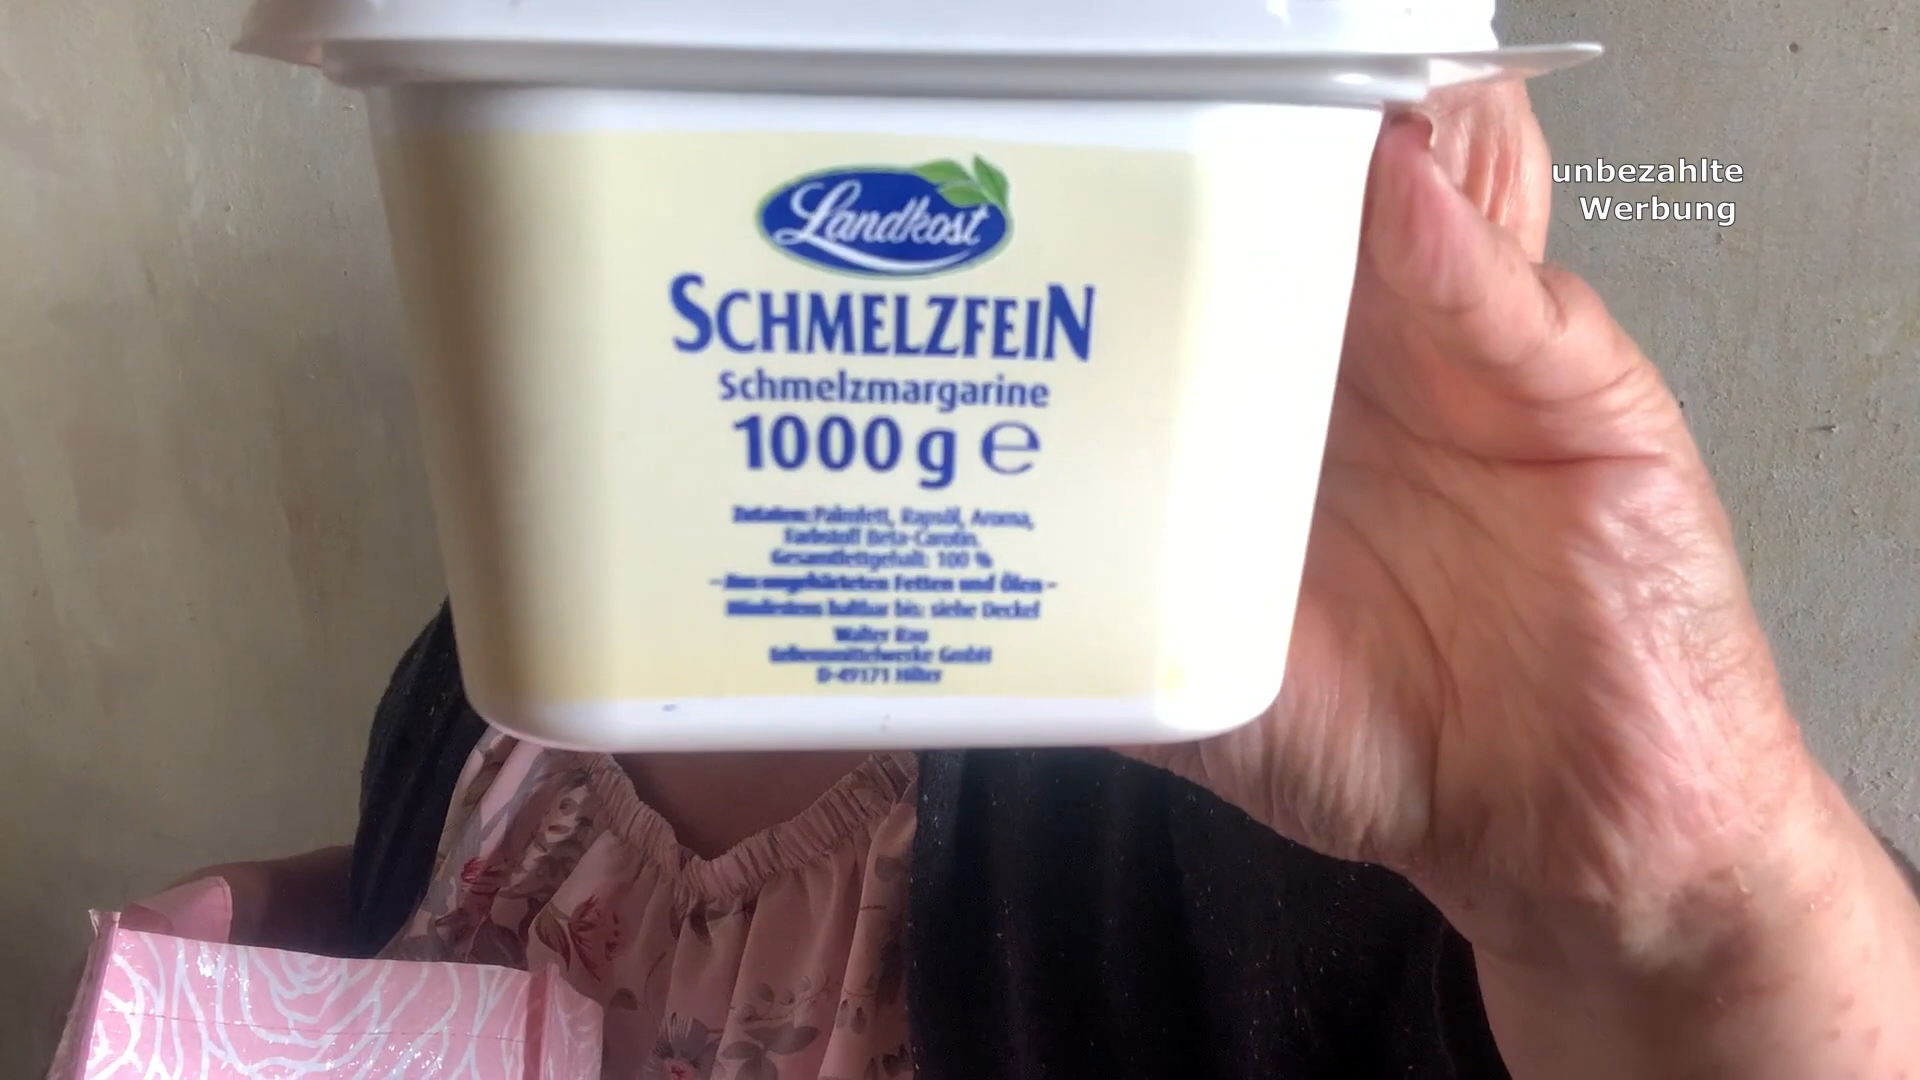 Landkost
SCHMELZFEIN
Schmelzmargarine
1000 g e
Zutaten: Palmfett, Rapsöl, Aroma,
Farbstoff Beta-Carotin.
Gesamtfettgehalt: 100 %
- Aus ungehärteten Fetten und Ölen -
Mindestens haltbar bis: siehe Deckel
Walter Rau
Lebensmittelwerke GmbH
D-49171 Hilter
unbezahlte
Werbung